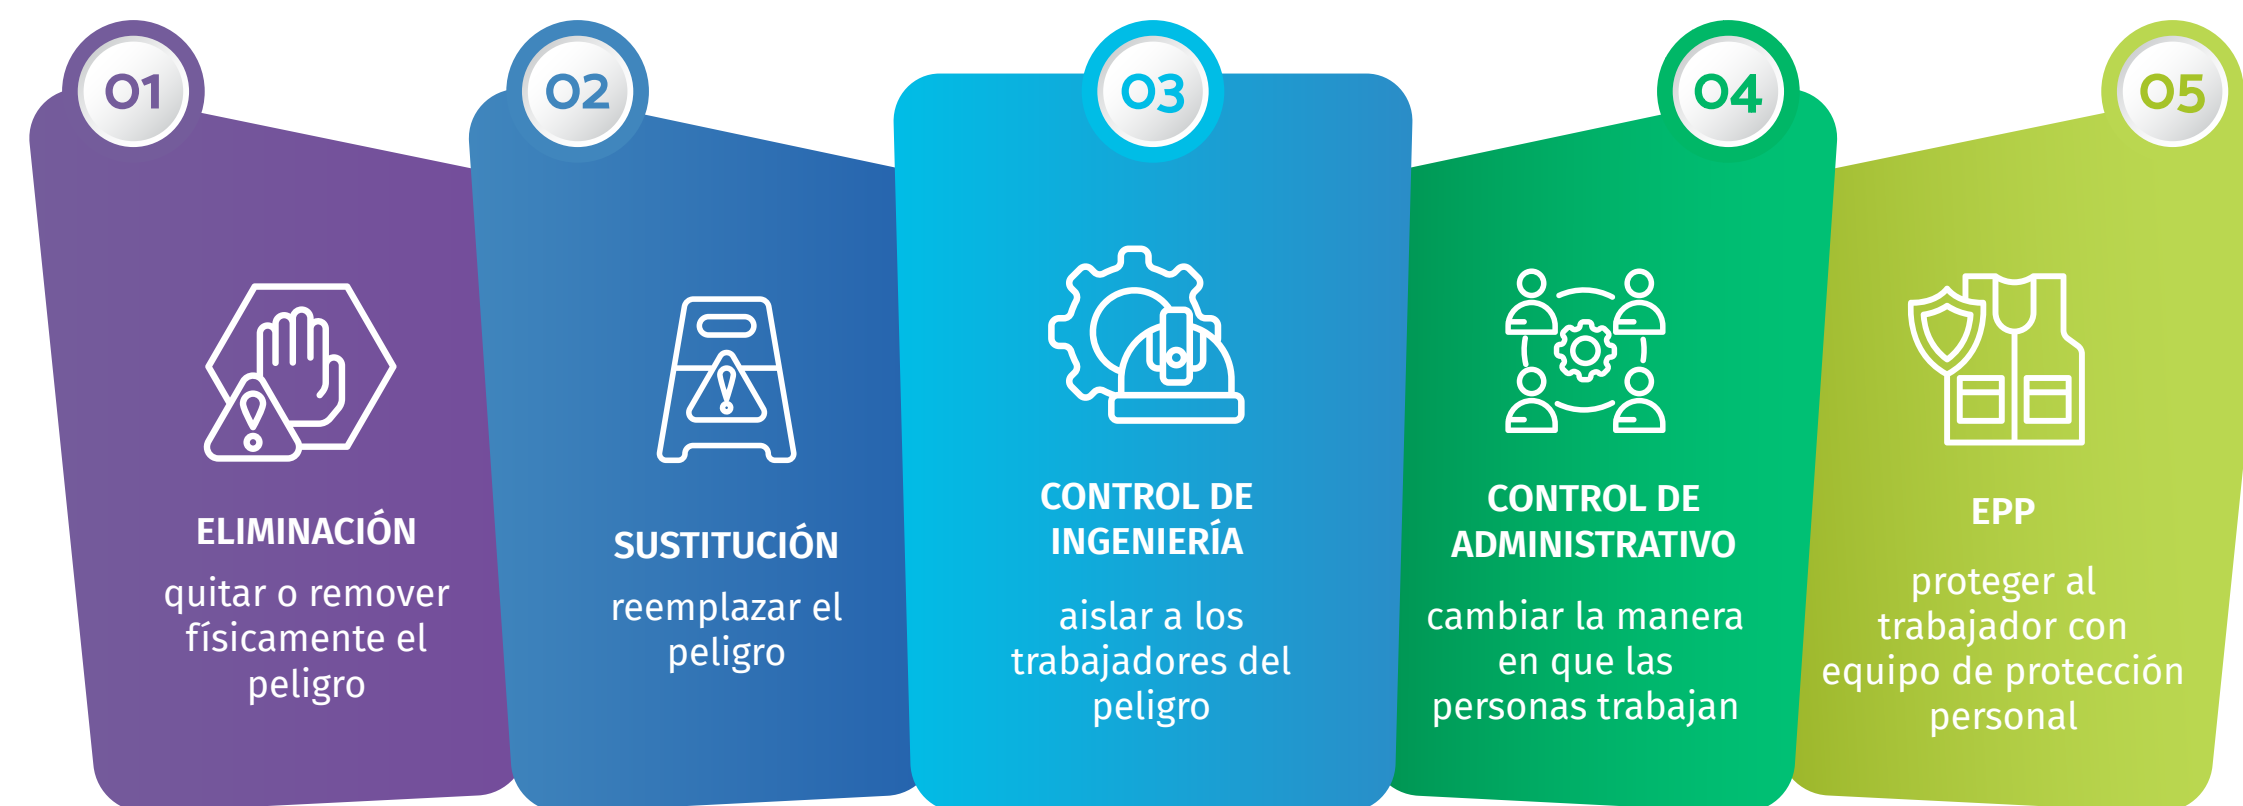 01
ELIMINACIÓN
quitar o remover
físicamente el
peligro
02
SUSTITUCIÓN
reemplazar el
peligro
03
CONTROL DE
INGENIERÍA
aislar a los
trabajadores del
peligro
04
CONTROL DE
ADMINISTRATIVO
cambiar la manera
en que las
personas trabajan
05
EPP
proteger al
trabajador con
equipo de protección
personal